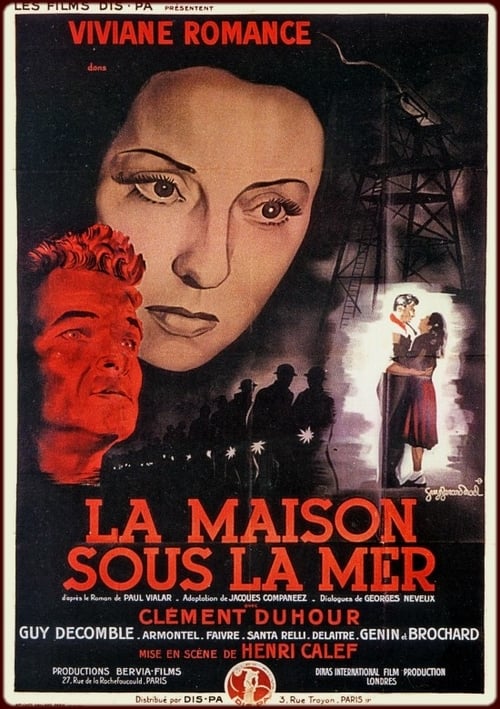 LES FILMS DIS-PA PRÉSENTENT
VIVIANE ROMANCE
dans
LA MAISON
SOUS LA MER
d'après le Roman de PAUL VIALAR - Adaptation de JACQUES COMPANEEZ - Dialogues de GEORGES NEVEUX
avec
CLÉMENT DUHOUR
GUY DECOMBLE. ARMONTEL. FAIVRE. SANTA RELLI. DELAITRE. GENIN et BROCHARD
MISE EN SCÈNE DE HENRI CALEF
PRODUCTIONS BERVIA-FILMS
27, Rue de la Rochefoucauld, PARIS
DINAS INTERNATIONAL FILM PRODUCTION
LONDRES
Distribué par DIS-PA 3, Rue Troyon, PARIS 17e